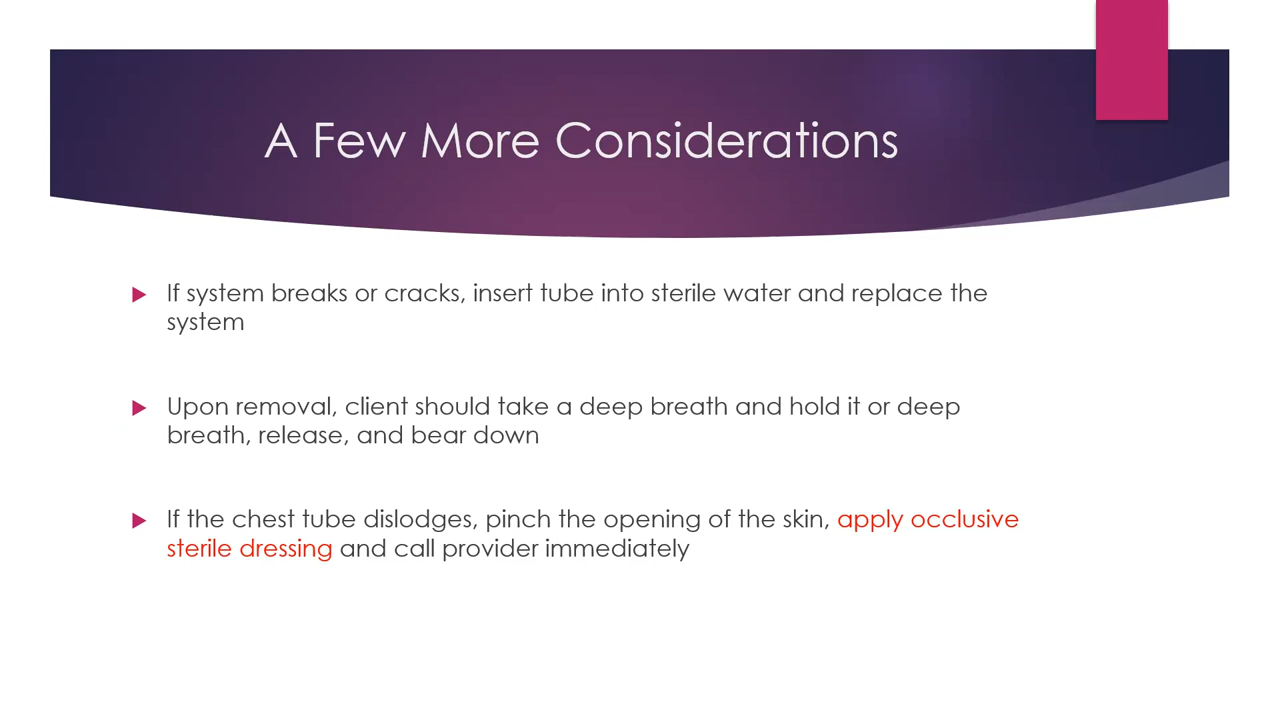 A Few More Considerations
If system breaks or cracks, insert tube into sterile water and replace the
system
Upon removal, client should take a deep breath and hold it or deep
breath, release, and bear down
If the chest tube dislodges, pinch the opening of the skin, apply occlusive
sterile dressing and call provider immediately